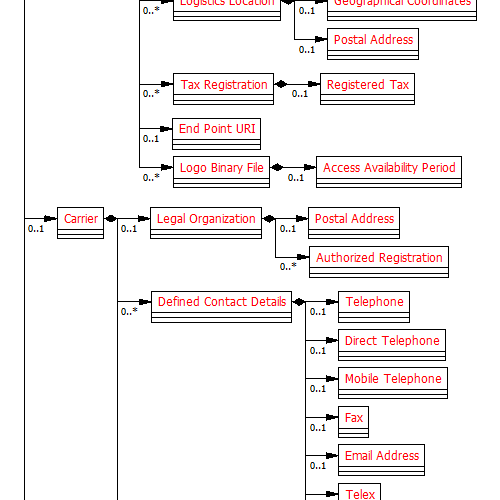 Logistics Location
Geographical Coordinates
0..*
0..1
Postal Address
0..1
Tax Registration
Registered Tax
0..*
0..1
End Point URI
0..1
Logo Binary File
Access Availability Period
0..*
0..1
Carrier
Legal Organization
Postal Address
0..1
0..1
0..1
Authorized Registration
0..*
Defined Contact Details
Telephone
0..*
0..1
Direct Telephone
0..1
Mobile Telephone
0..1
Fax
0..1
Email Address
0..1
Telex